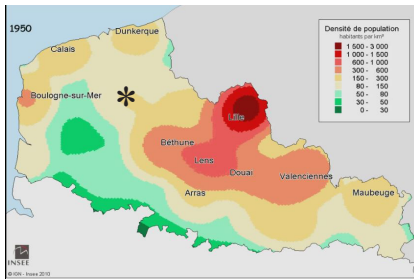 1950
Dunkerque
Calais
Boulogne-sur-Mer
*
Lille
Béthune
Lens
Douai
Valenciennes
Arras
Maubeuge
Densité de population
habitants par km²
1 500 - 3 000
1 000 - 1 500
600 - 1 000
300 - 600
150 - 300
80 - 150
50 - 80
30 - 50
0 - 30
INSEE
© IGN - Insee 2010